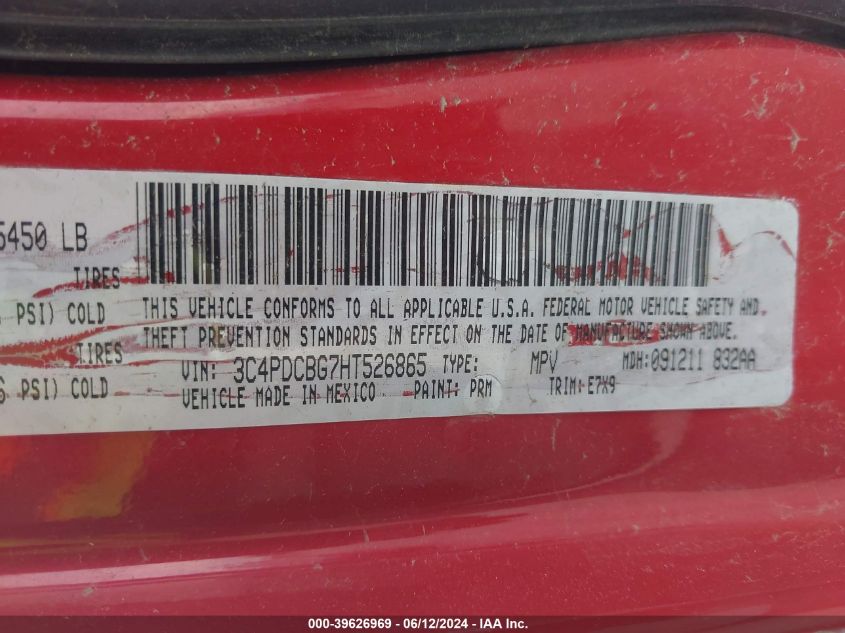 5450 LB
TIRES
PSI) COLD
TIRES
PSI) COLD
THIS VEHICLE CONFORMS TO ALL APPLICABLE U.S.A. FEDERAL MOTOR VEHICLE SAFETY AND
THEFT PREVENTION STANDARDS IN EFFECT ON THE DATE OF MANUFACTURE SHOWN ABOVE.
VIN: 3C4PDCBG7HT526865 TYPE: MPV MDH:091211 832AA
VEHICLE MADE IN MEXICO PAINT: PRM TRIM:E7X9
000-39626969 - 06/12/2024 - IAA Inc.